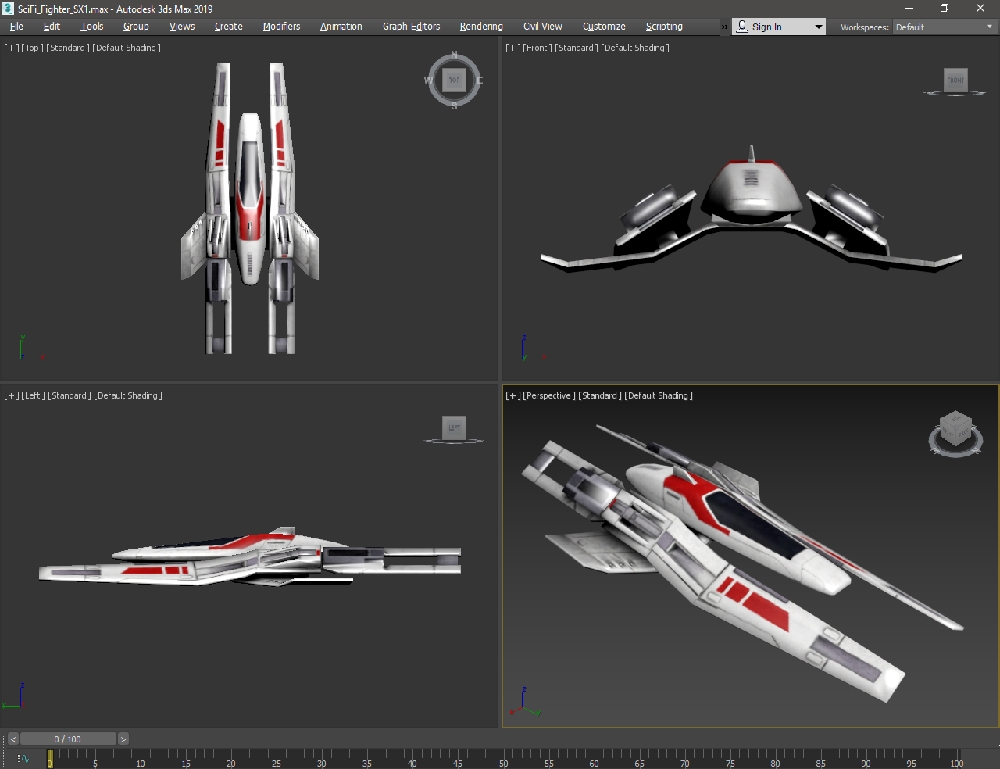 SciFi_Fighter_SX1.max - Autodesk 3ds Max 2019
File Edit Tools Group Views Create Modifiers Animation Graph Editors Rendering Civil View Customize Scripting » Sign In Workspaces: Default
[+] [Top] [Standard] [Default Shading]
N
W TOP E
S
y
x
[+] [Front] [Standard] [Default Shading]
FRONT
z
y x
[+] [Left] [Standard] [Default Shading]
LEFT
z
y
[+] [Perspective] [Standard] [Default Shading]
z
x y
< 0 / 100 >
0 5 10 15 20 25 30 35 40 45 50 55 60 65 70 75 80 85 90 95 100